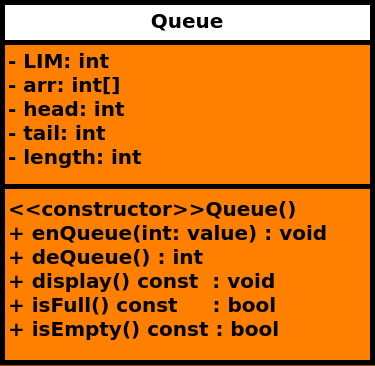 Queue
- LIM: int
- arr: int[]
- head: int
- tail: int
- length: int
<<constructor>>Queue()
+ enQueue(int: value) : void
+ deQueue() : int
+ display() const  : void
+ isFull() const     : bool
+ isEmpty() const : bool